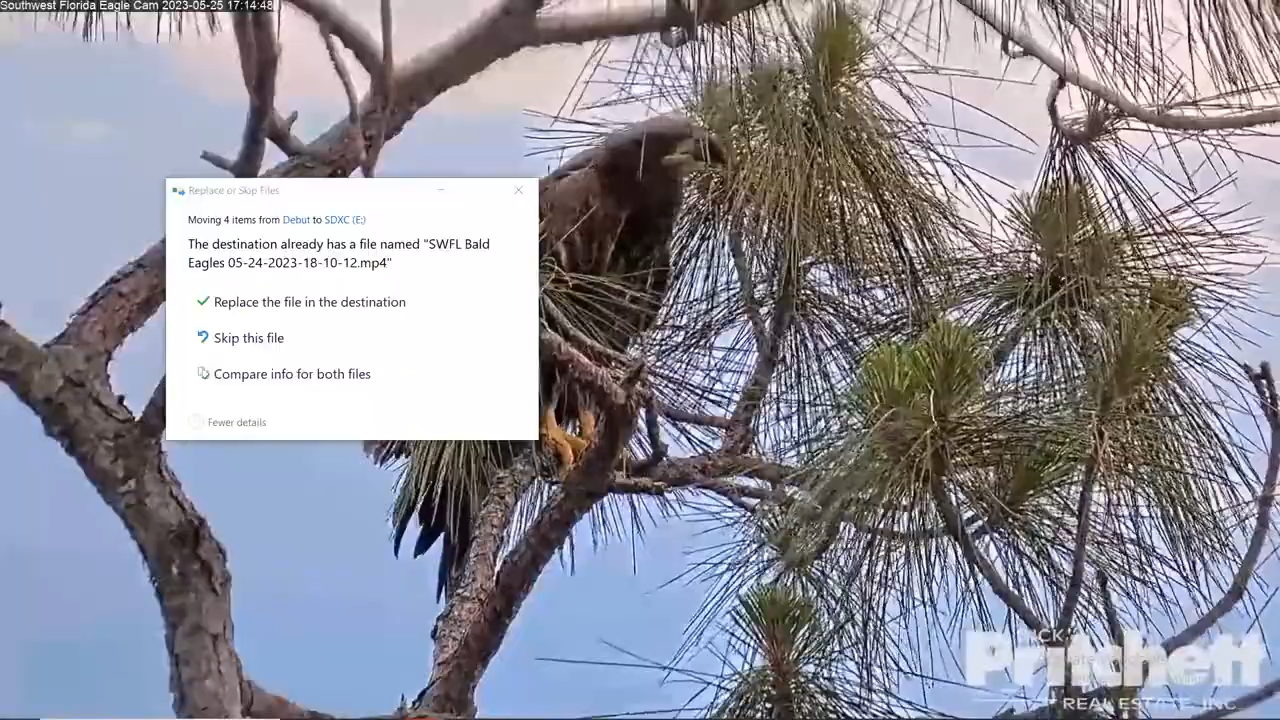 Southwest Florida Eagle Cam 2023-05-25 17:14:48
Replace or Skip Files
Moving 4 items from Debut to SDXC (E:)
The destination already has a file named "SWFL Bald
Eagles 05-24-2023-18-10-12.mp4"
Replace the file in the destination
Skip this file
Compare info for both files
Fewer details
Pritchett
REAL ESTATE, INC